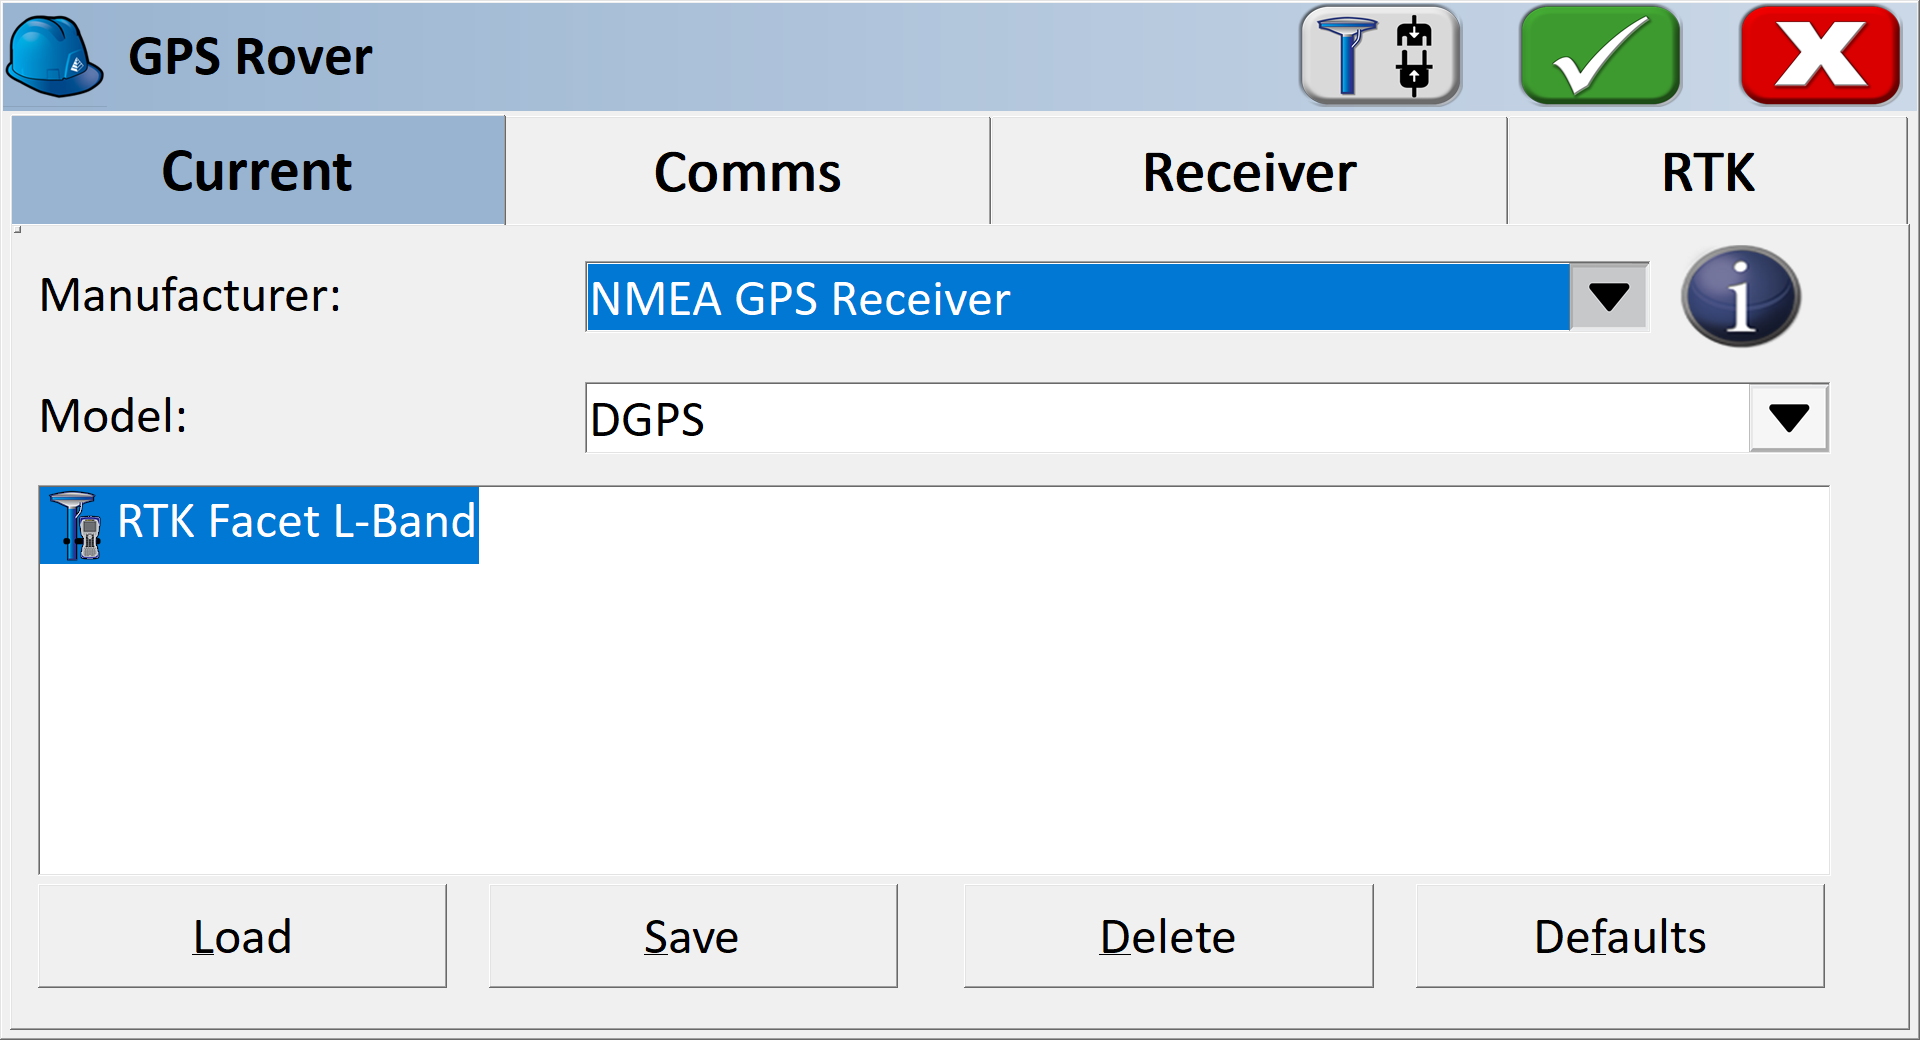 GPS Rover
Current
Comms
Receiver
RTK
Manufacturer:
NMEA GPS Receiver
Model:
DGPS
RTK Facet L-Band
Load
Save
Delete
Defaults